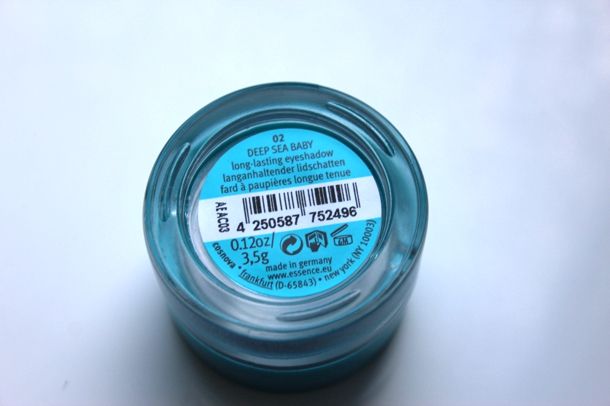 02
DEEP SEA BABY
long-lasting eyeshadow
langanhaltender lidschatten
fard à paupières longue tenue
AEAC03
4 250587 752496
0.12oz/
3,5g
6M
made in germany
www.essence.eu
cosnova • frankfurt (D-65843) • new york (NY 10003)